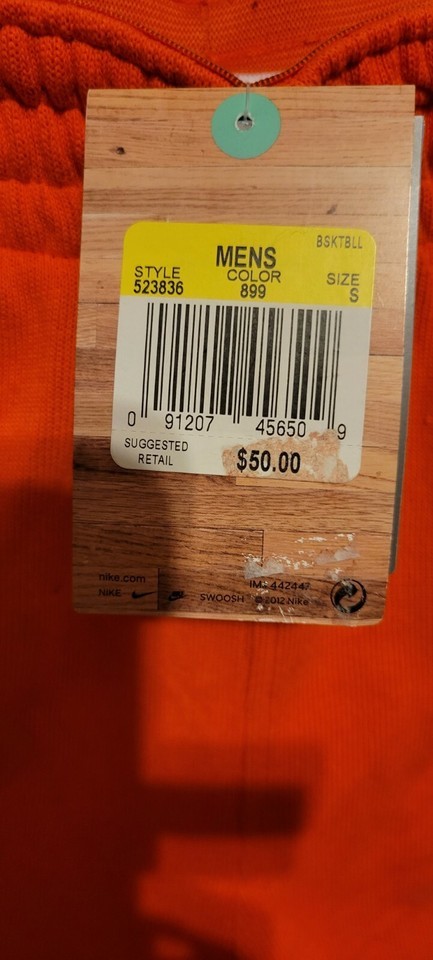 BSKTBLL
MENS
STYLE COLOR SIZE
523836 899 S
0 91207 45650 9
SUGGESTED
RETAIL $50.00
nike.com IM# 442447
NIKE SWOOSH ©2012 Nike